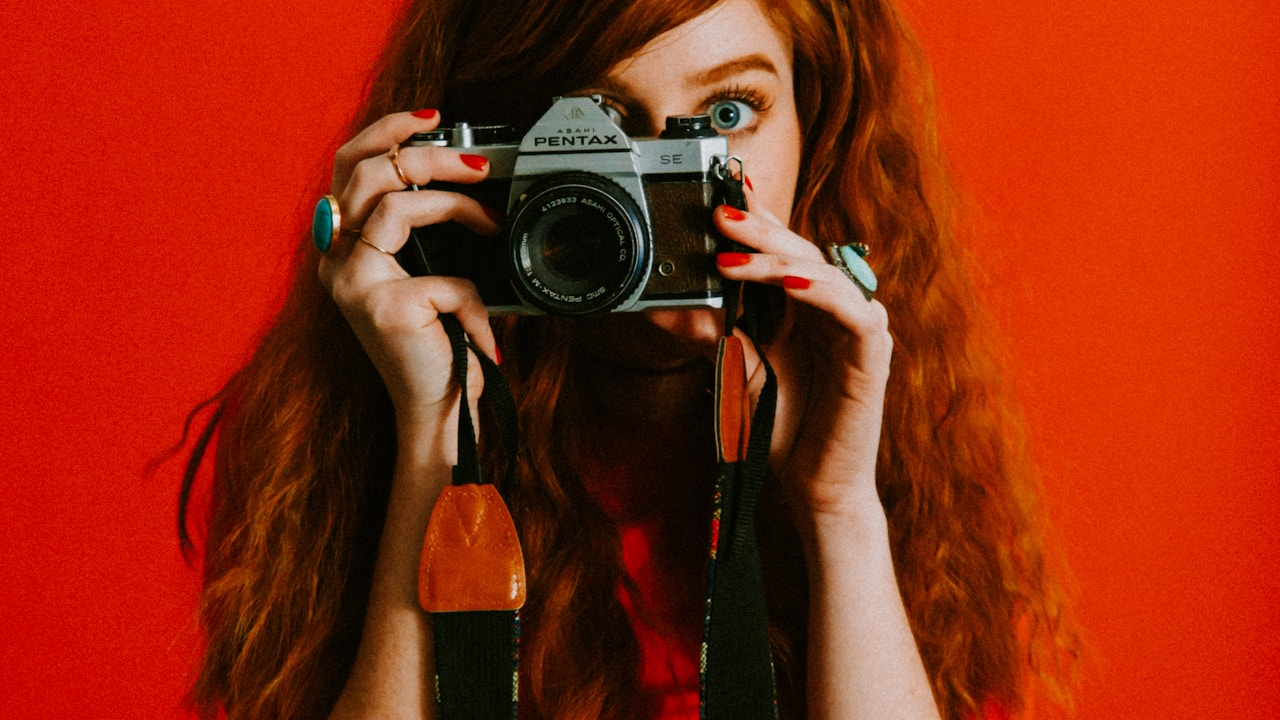 ASAHI
PENTAX
SE
4123933 ASAHI OPTICAL CO.
SMC PENTAX-M